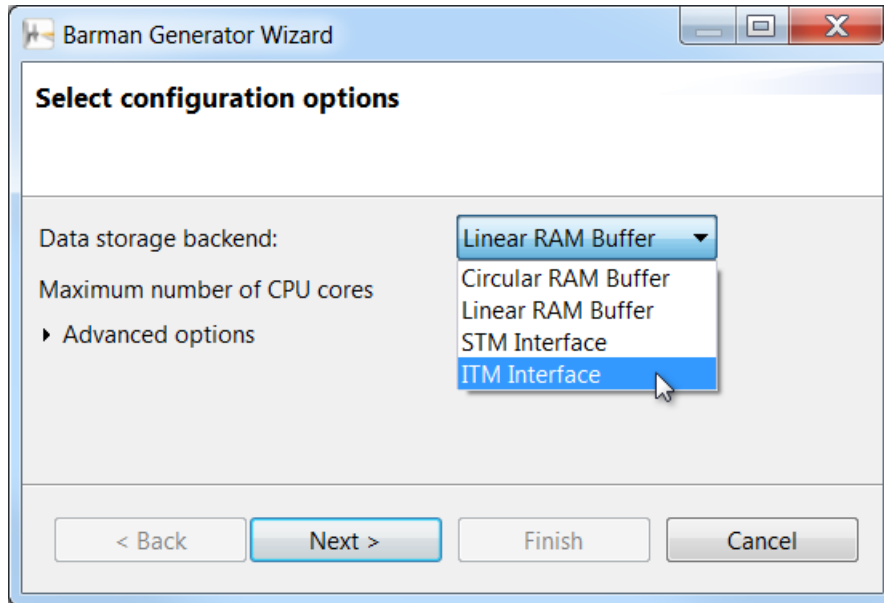 Barman Generator Wizard
Select configuration options
Data storage backend:
Linear RAM Buffer
Circular RAM Buffer
Linear RAM Buffer
STM Interface
ITM Interface
Maximum number of CPU cores
Advanced options
< Back
Next >
Finish
Cancel